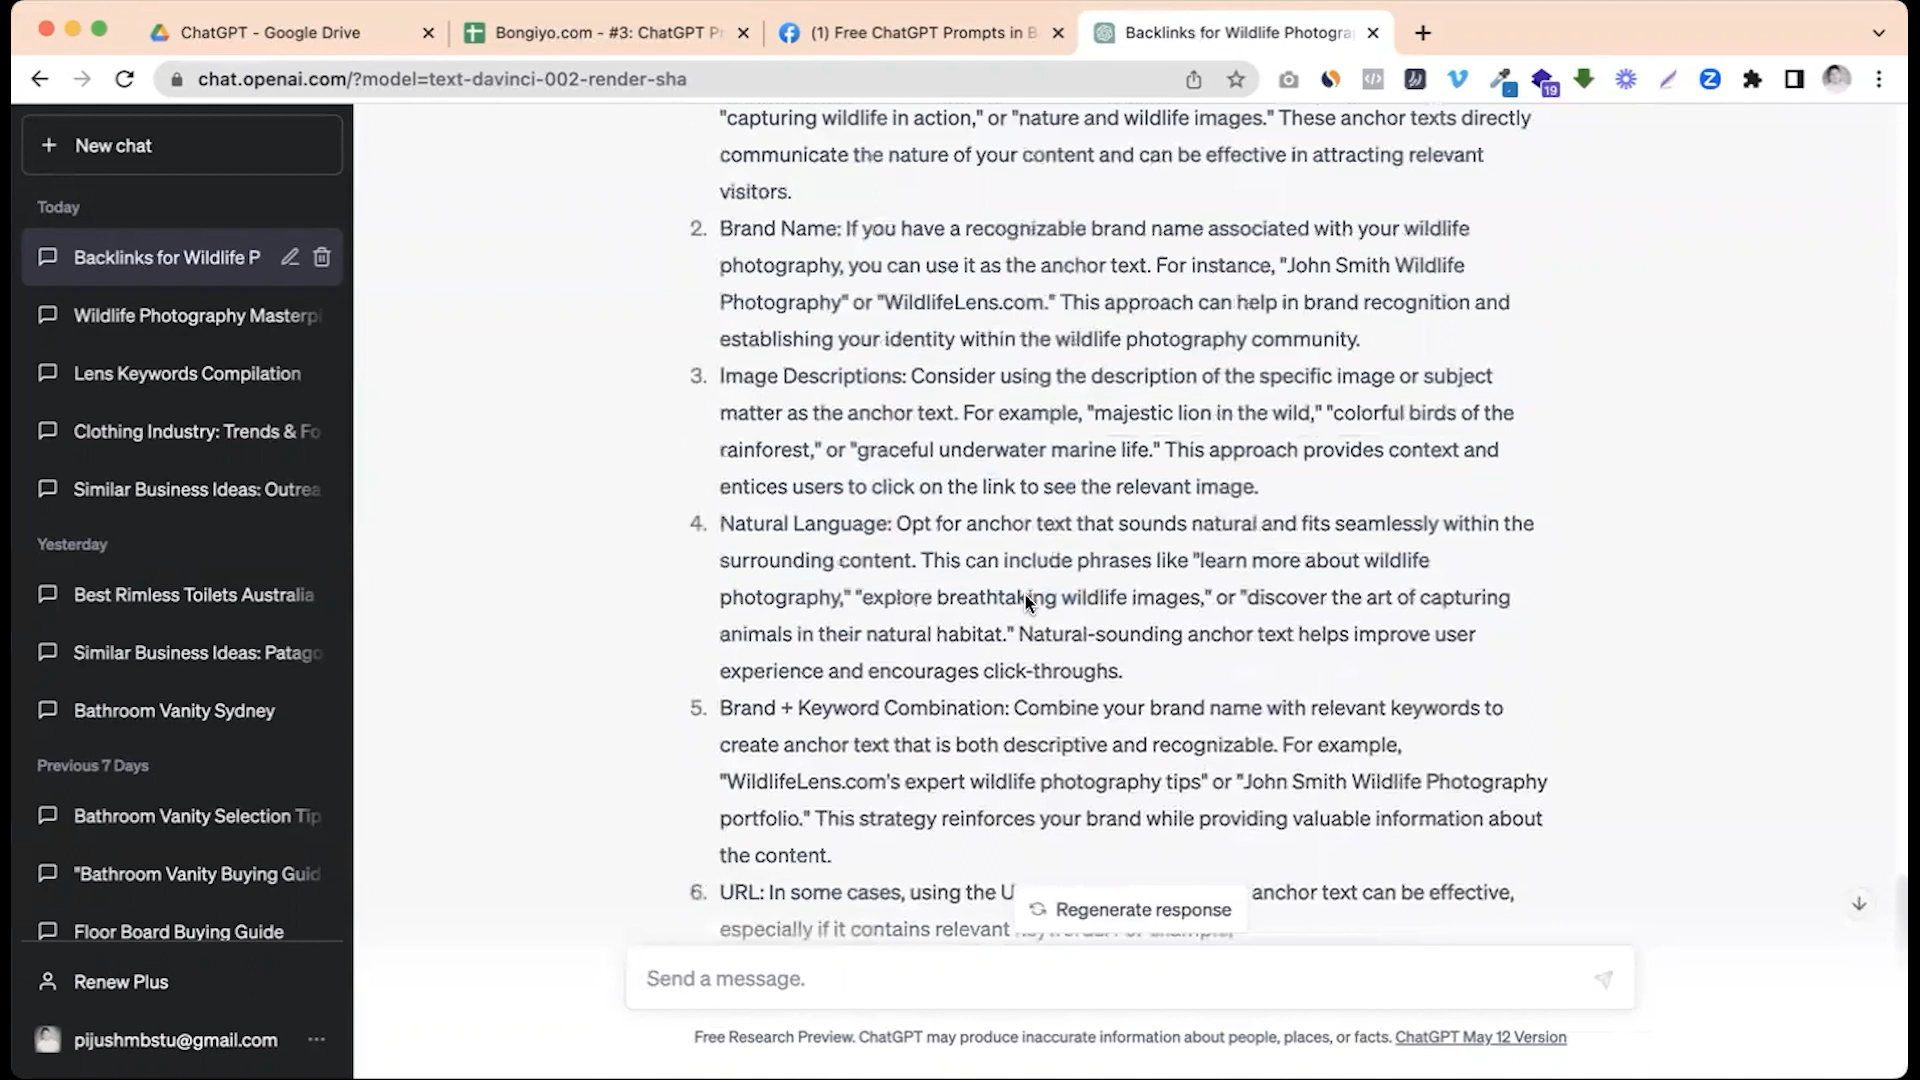 ChatGPT - Google Drive
Bongiyo.com - #3: ChatGPT P
(1) Free ChatGPT Prompts in B
Backlinks for Wildlife Photogra
chat.openai.com/?model=text-davinci-002-render-sha
19
New chat
Today
Backlinks for Wildlife P
Wildlife Photography Masterp
Lens Keywords Compilation
Clothing Industry: Trends & Fo
Similar Business Ideas: Outrea
Yesterday
Best Rimless Toilets Australia
Similar Business Ideas: Patago
Bathroom Vanity Sydney
Previous 7 Days
Bathroom Vanity Selection Tip
"Bathroom Vanity Buying Guid
Floor Board Buying Guide
Renew Plus
pijushmbstu@gmail.com
"capturing wildlife in action," or "nature and wildlife images." These anchor texts directly
communicate the nature of your content and can be effective in attracting relevant
visitors.
2. Brand Name: If you have a recognizable brand name associated with your wildlife
photography, you can use it as the anchor text. For instance, "John Smith Wildlife
Photography" or "WildlifeLens.com." This approach can help in brand recognition and
establishing your identity within the wildlife photography community.
3. Image Descriptions: Consider using the description of the specific image or subject
matter as the anchor text. For example, "majestic lion in the wild," "colorful birds of the
rainforest," or "graceful underwater marine life." This approach provides context and
entices users to click on the link to see the relevant image.
4. Natural Language: Opt for anchor text that sounds natural and fits seamlessly within the
surrounding content. This can include phrases like "learn more about wildlife
photography," "explore breathtaking wildlife images," or "discover the art of capturing
animals in their natural habitat." Natural-sounding anchor text helps improve user
experience and encourages click-throughs.
5. Brand + Keyword Combination: Combine your brand name with relevant keywords to
create anchor text that is both descriptive and recognizable. For example,
"WildlifeLens.com's expert wildlife photography tips" or "John Smith Wildlife Photography
portfolio." This strategy reinforces your brand while providing valuable information about
the content.
6. URL: In some cases, using the U anchor text can be effective,
especially if it contains relevant
Regenerate response
Send a message.
Free Research Preview. ChatGPT may produce inaccurate information about people, places, or facts. ChatGPT May 12 Version